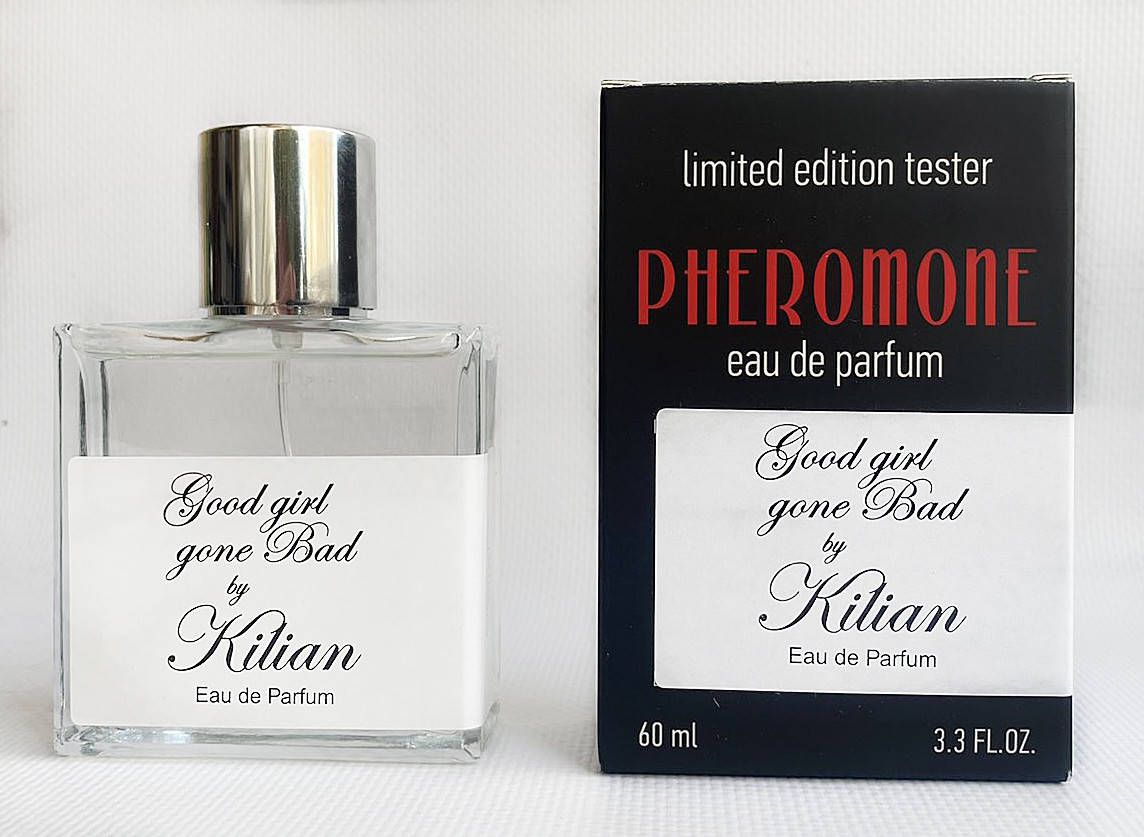 Good girl
gone Bad
by
Kilian
Eau de Parfum
limited edition tester
PHEROMONE
eau de parfum
Good girl
gone Bad
by
Kilian
Eau de Parfum
60 ml
3.3 FL.OZ.